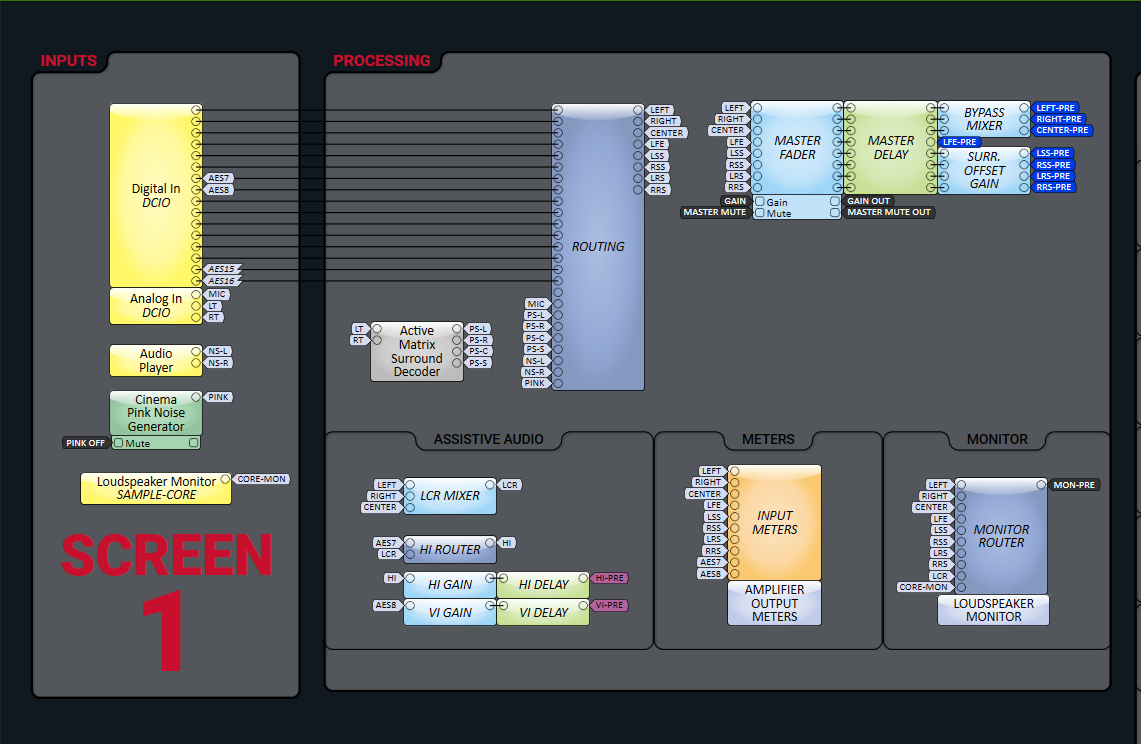 INPUTS
Digital In
DCIO
AES7
AES8
AES15
AES16
Analog In
DCIO
MIC
LT
RT
Audio
Player
NS-L
NS-R
Cinema
Pink Noise
Generator
PINK
PINK OFF
Mute
Loudspeaker Monitor
SAMPLE-CORE
CORE-MON
SCREEN
1
PROCESSING
LT
RT
Active
Matrix
Surround
Decoder
PS-L
PS-R
PS-C
PS-S
MIC
PS-L
PS-R
PS-C
PS-S
NS-L
NS-R
PINK
ROUTING
LEFT
RIGHT
CENTER
LFE
LSS
RSS
LRS
RRS
LEFT
RIGHT
CENTER
LFE
LSS
RSS
LRS
RRS
GAIN
MASTER MUTE
MASTER
FADER
Gain
Mute
GAIN OUT
MASTER MUTE OUT
MASTER
DELAY
BYPASS
MIXER
LEFT-PRE
RIGHT-PRE
CENTER-PRE
LFE-PRE
SURR.
OFFSET
GAIN
LSS-PRE
RSS-PRE
LRS-PRE
RRS-PRE
ASSISTIVE AUDIO
LEFT
RIGHT
CENTER
LCR MIXER
LCR
AES7
LCR
HI ROUTER
HI
HI
HI GAIN
HI DELAY
HI-PRE
AES8
VI GAIN
VI DELAY
VI-PRE
METERS
LEFT
RIGHT
CENTER
LFE
LSS
RSS
LRS
RRS
AES7
AES8
INPUT
METERS
AMPLIFIER
OUTPUT
METERS
MONITOR
LEFT
RIGHT
CENTER
LFE
LSS
RSS
LRS
RRS
LCR
CORE-MON
MONITOR
ROUTER
MON-PRE
LOUDSPEAKER
MONITOR